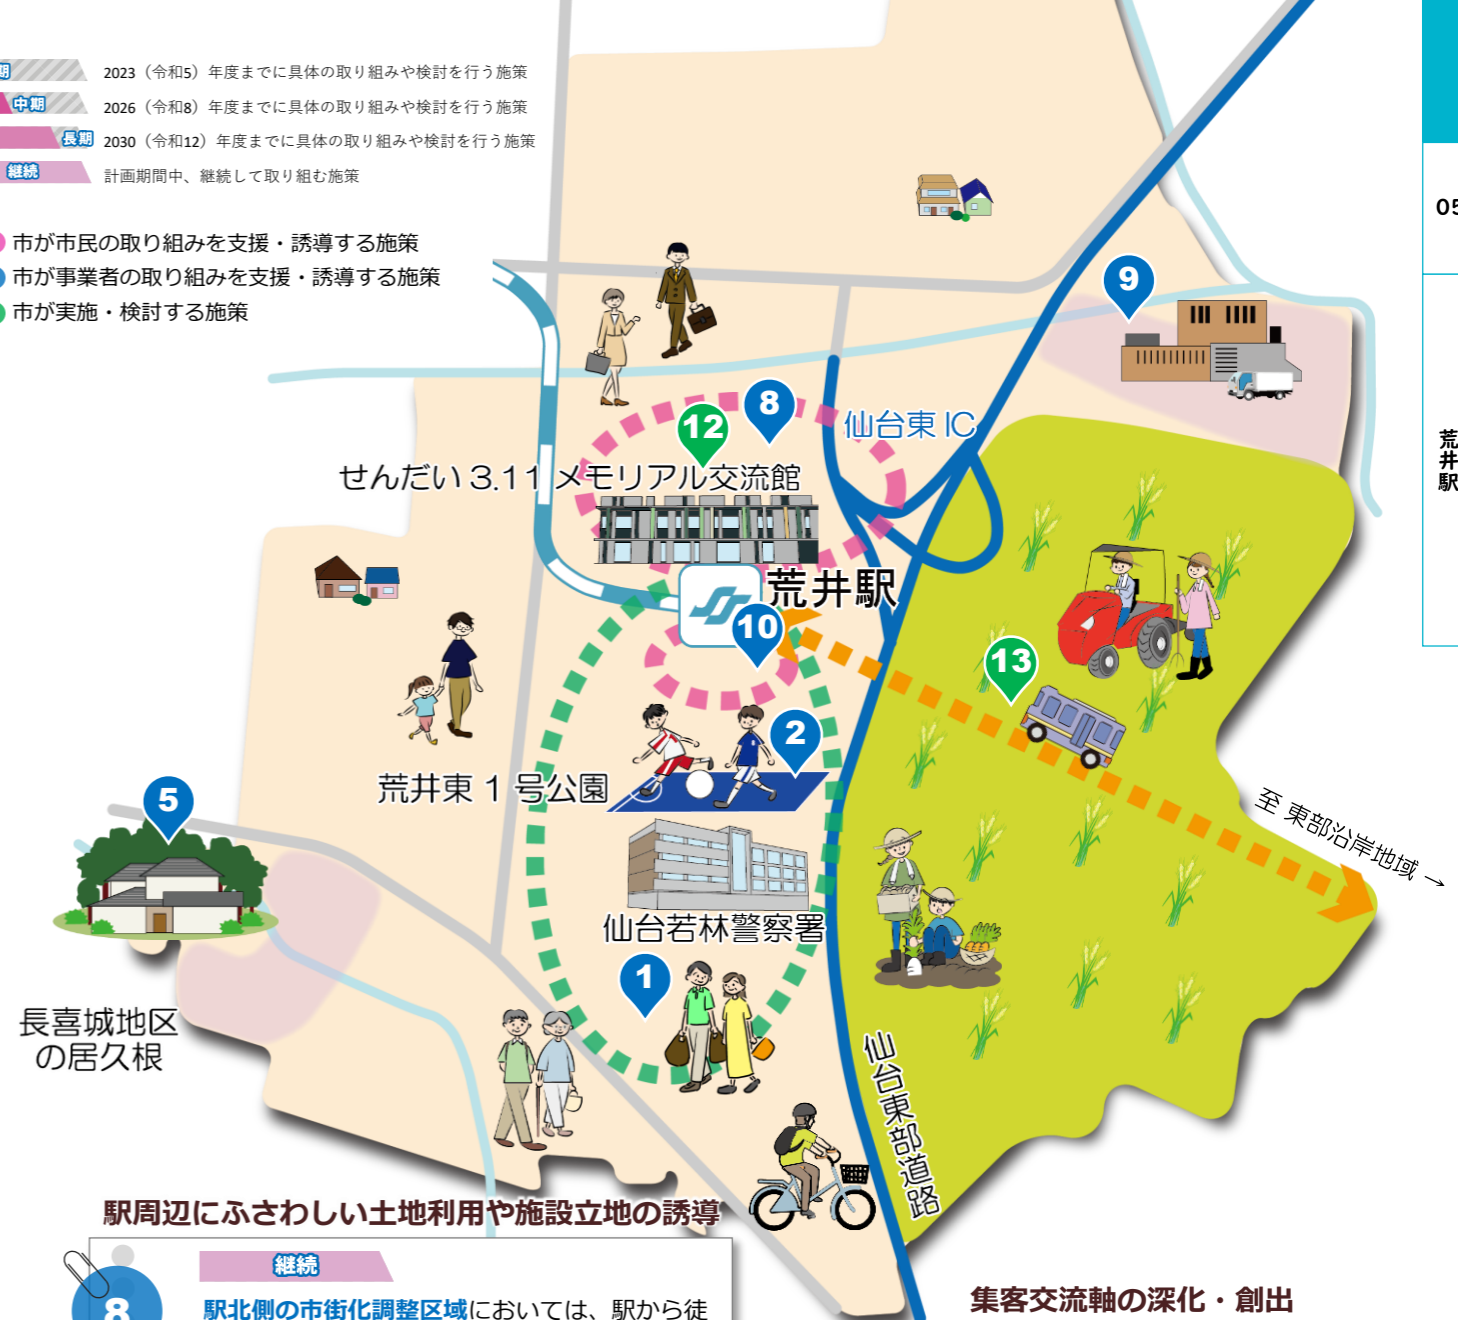 期
2023（令和5）年度までに具体の取り組みや検討を行う施策
中期
2026（令和8）年度までに具体の取り組みや検討を行う施策
長期
2030（令和12）年度までに具体の取り組みや検討を行う施策
継続
計画期間中、継続して取り組む施策
市が市民の取り組みを支援・誘導する施策
市が事業者の取り組みを支援・誘導する施策
市が実施・検討する施策
05
荒井駅
9
8
12
仙台東IC
せんだい3.11メモリアル交流館
荒井駅
10
13
2
荒井東1号公園
5
至 東部沿岸地域 →
仙台若林警察署
1
長喜城地区
の居久根
仙台東部道路
駅周辺にふさわしい土地利用や施設立地の誘導
継続
8
駅北側の市街化調整区域においては、駅から徒
集客交流軸の深化・創出